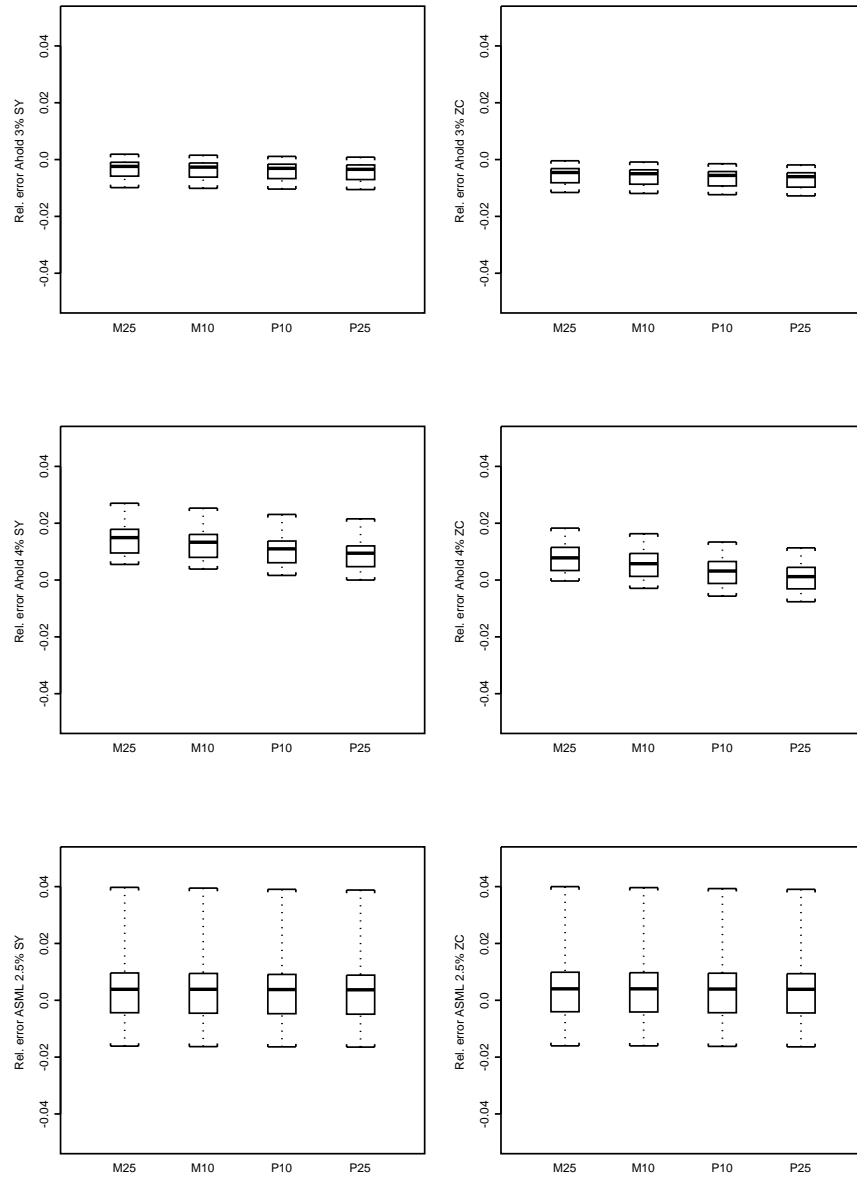 Rel. error Ahold 3% SY
0.04
0.02
0.0
-0.02
-0.04
M25 M10 P10 P25
Rel. error Ahold 3% ZC
0.04
0.02
0.0
-0.02
-0.04
M25 M10 P10 P25
Rel. error Ahold 4% SY
0.04
0.02
0.0
-0.02
-0.04
M25 M10 P10 P25
Rel. error Ahold 4% ZC
0.04
0.02
0.0
-0.02
-0.04
M25 M10 P10 P25
Rel. error ASML 2.5% SY
0.04
0.02
0.0
-0.02
-0.04
M25 M10 P10 P25
Rel. error ASML 2.5% ZC
0.04
0.02
0.0
-0.02
-0.04
M25 M10 P10 P25